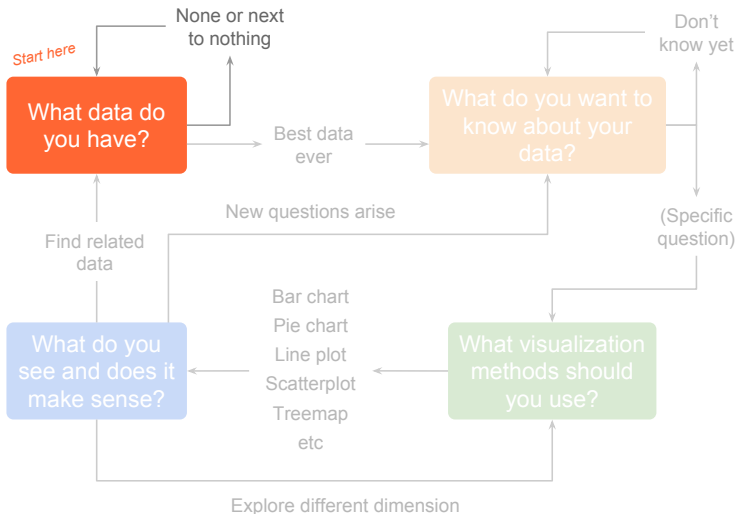 None or next
to nothing
Don't
know yet
Start here
What data do
you have?
What do you want to
know about your
data?
Best data
ever
New questions arise
(Specific
question)
Find related
data
Bar chart
Pie chart
Line plot
Scatterplot
Treemap
etc
What do you
see and does it
make sense?
What visualization
methods should
you use?
Explore different dimension